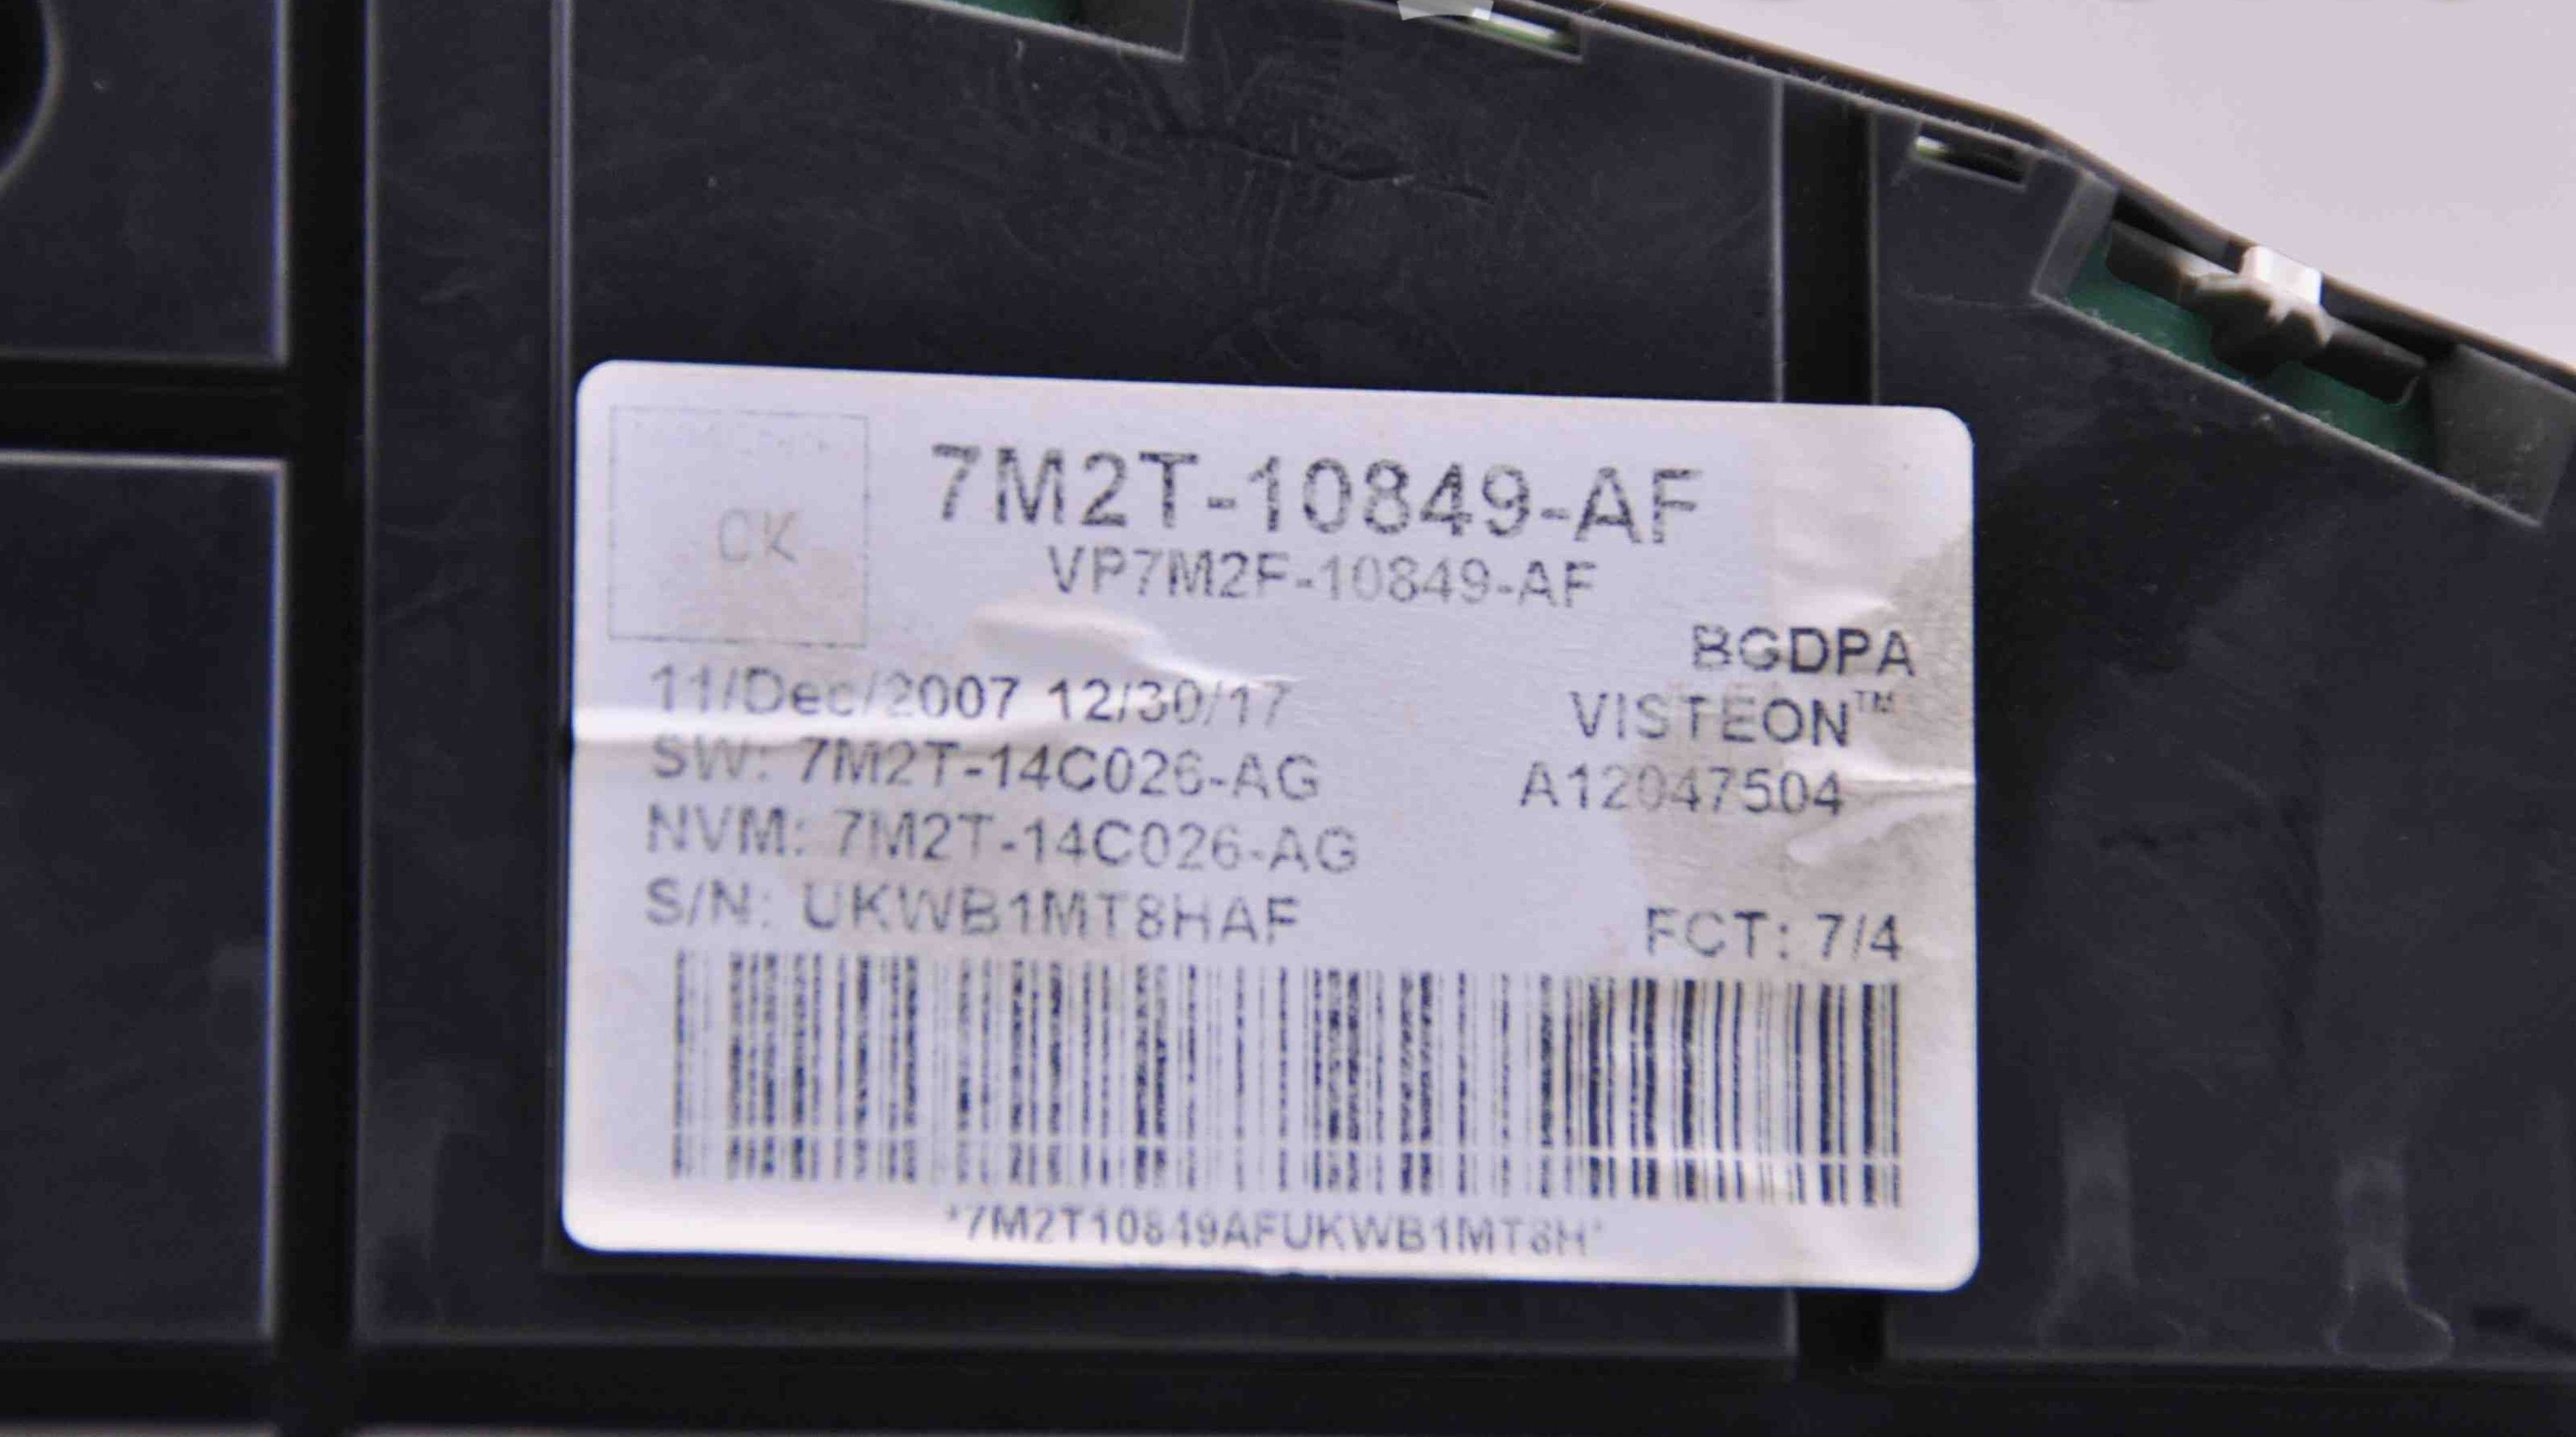 OK
7M2T-10849-AF
VP7M2F-10849-AF
BGDPA
11/Dec/2007 12/30/17
VISTEON™
SW: 7M2T-14C026-AG
A12047504
NVM: 7M2T-14C026-AG
S/N: UKWB1MT8HAF
FCT: 7/4
*7M2T10849AFUKWB1MT8H*